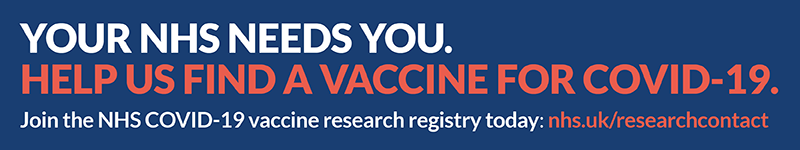 YOUR NHS NEEDS YOU.
HELP US FIND A VACCINE FOR COVID-19.
Join the NHS COVID-19 vaccine research registry today: nhs.uk/researchcontact